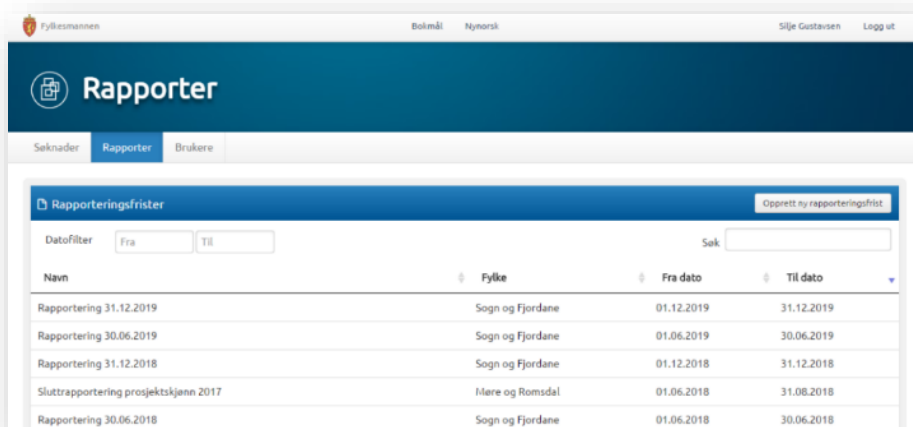 Fylkesmannen Bokmål Nynorsk Silje Gustavsen Logg ut
Rapporter
Søknader Rapporter Brukere
Rapporteringsfrister Opprett ny rapporteringsfrist
Datofilter Fra Til Søk
Navn Fylke Fra dato Til dato
Rapportering 31.12.2019 Sogn og Fjordane 01.12.2019 31.12.2019
Rapportering 30.06.2019 Sogn og Fjordane 01.06.2019 30.06.2019
Rapportering 31.12.2018 Sogn og Fjordane 01.12.2018 31.12.2018
Sluttrapportering prosjektskjønn 2017 Møre og Romsdal 01.06.2018 31.08.2018
Rapportering 30.06.2018 Sogn og Fjordane 01.06.2018 30.06.2018